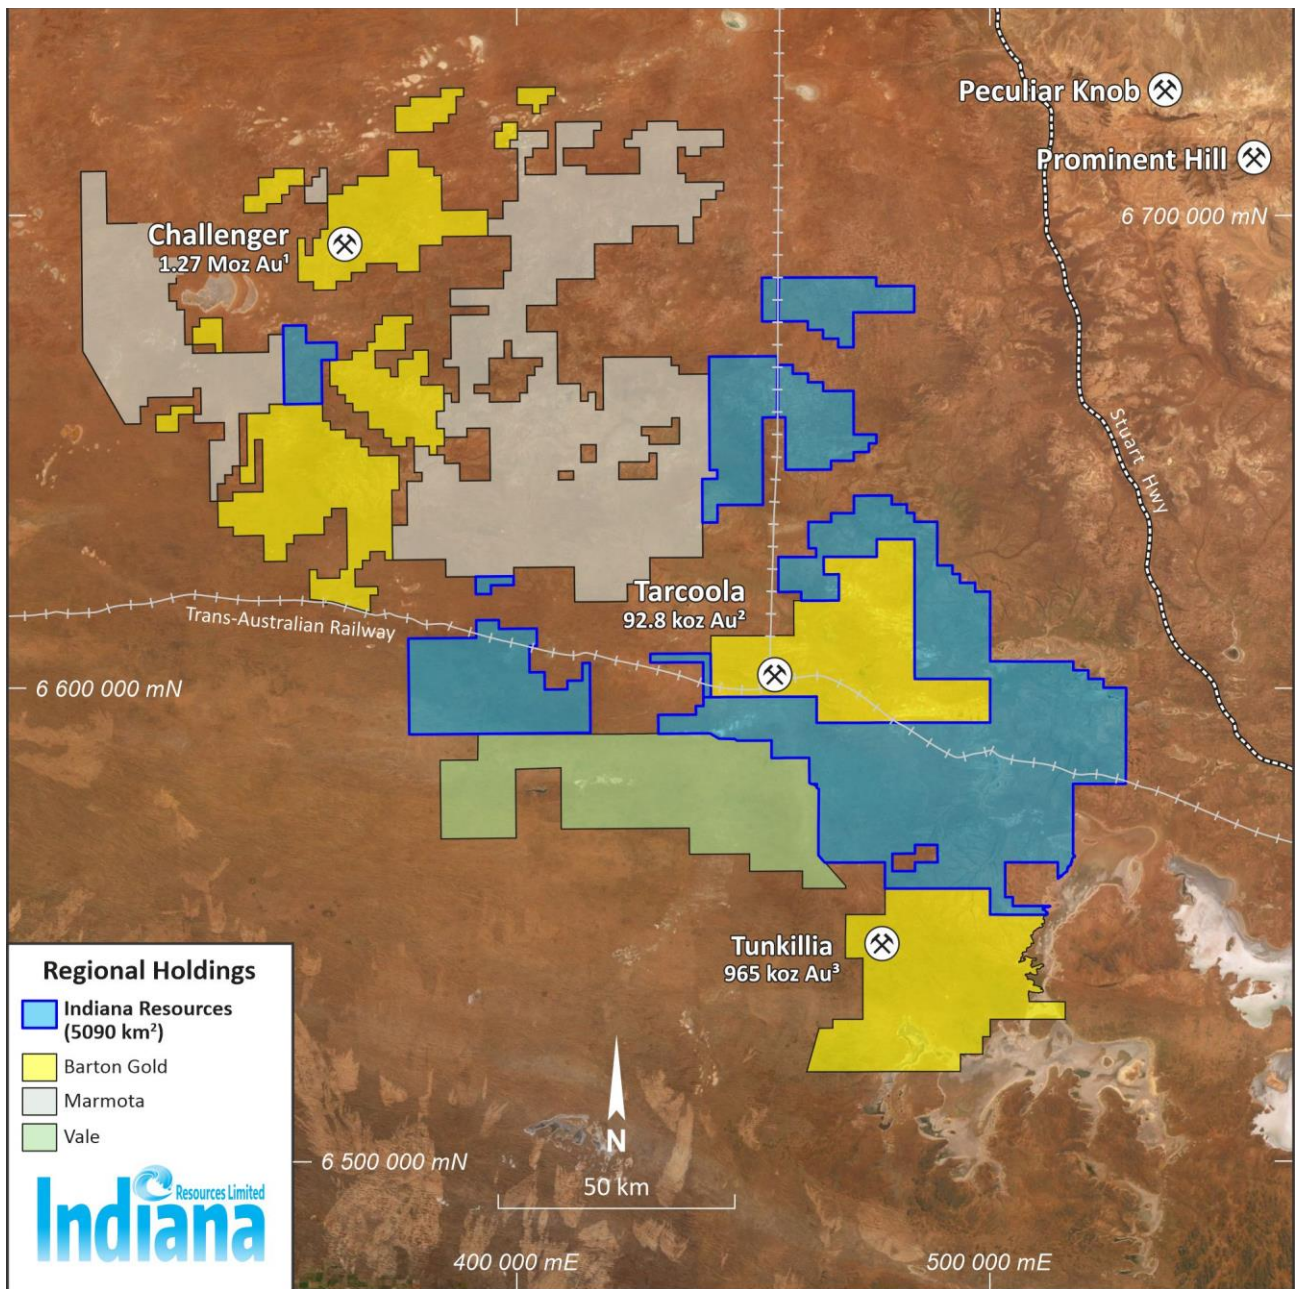 Peculiar Knob
Prominent Hill
6 700 000 mN
Challenger
1.27 Moz Au¹
Stuart Hwy
Tarcoola
92.8 koz Au²
Trans-Australian Railway
6 600 000 mN
Tunkillia
965 koz Au³
Regional Holdings
Indiana Resources
(5090 km²)
Barton Gold
Marmota
Vale
N
6 500 000 mN
50 km
Resources Limited
Indiana
400 000 mE
500 000 mE